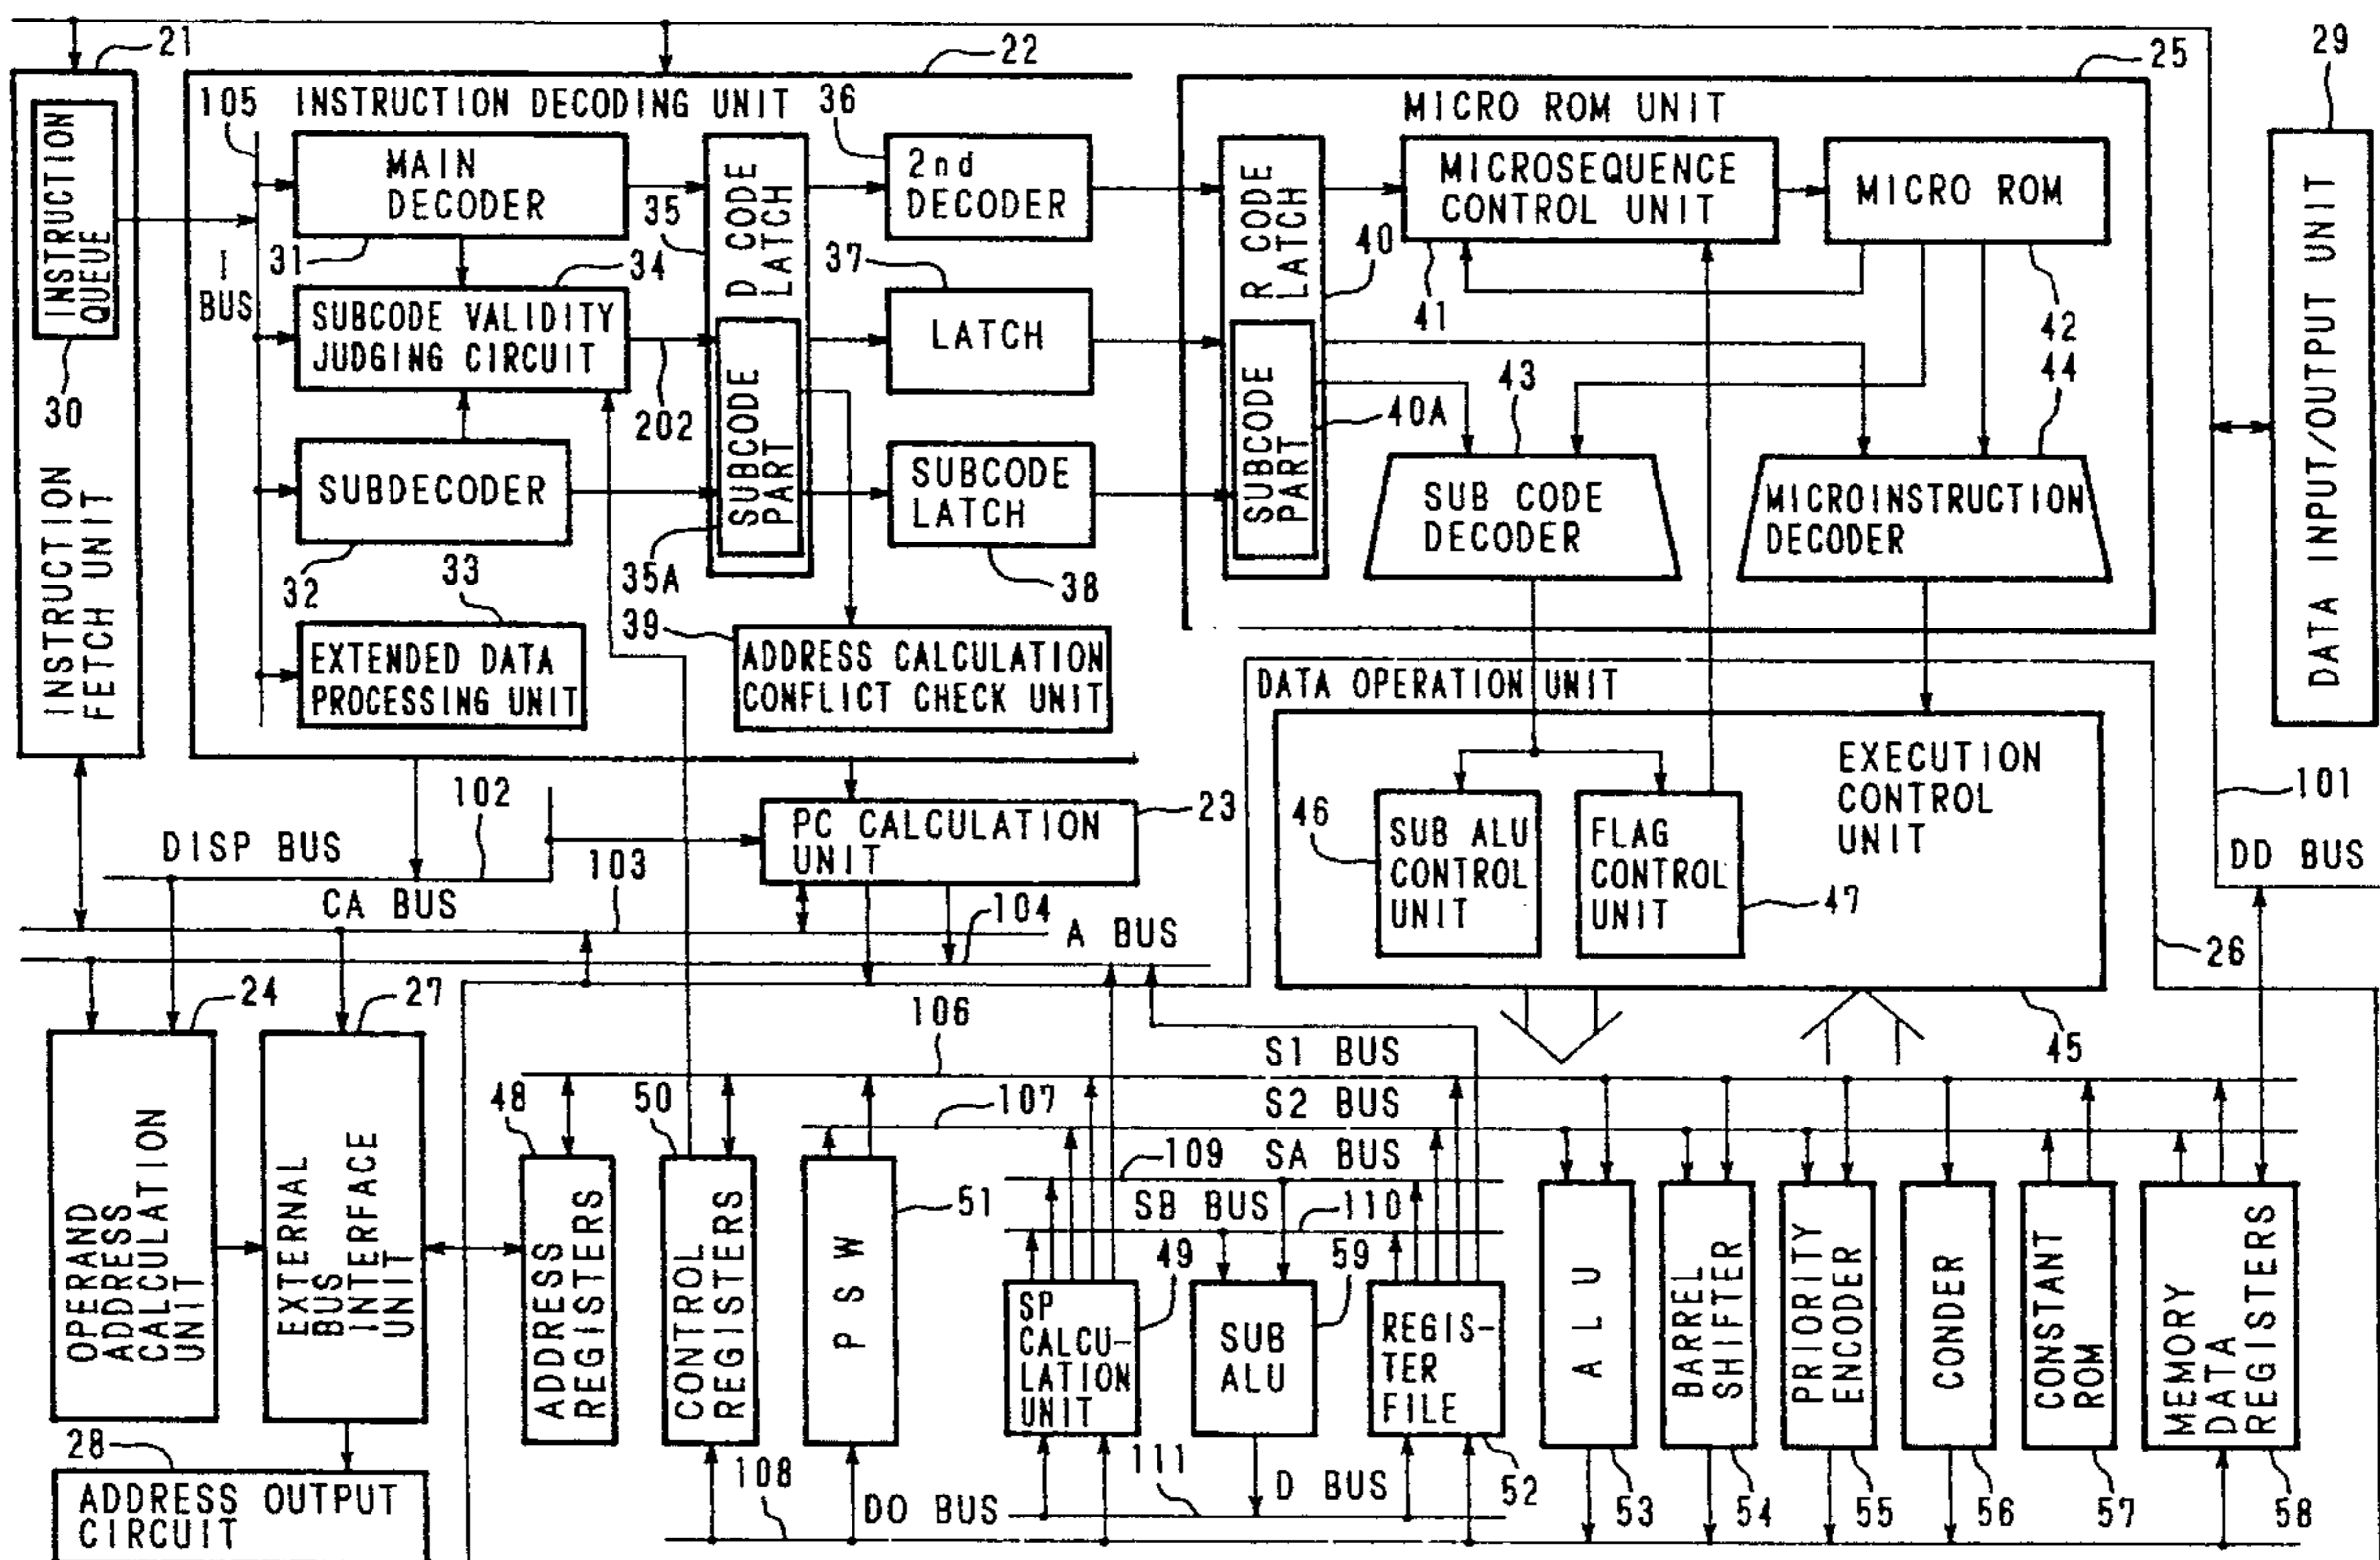 21
22
25
29
105
INSTRUCTION DECODING UNIT
36
MICRO ROM UNIT
INSTRUCTION
QUEUE
30
INSTRUCTION
FETCH UNIT
MAIN
DECODER
31
35
D CODE
LATCH
2nd
DECODER
R CODE
LATCH
40
MICROSEQUENCE
CONTROL UNIT
41
MICRO ROM
42
I
BUS
34
37
SUBCODE VALIDITY
JUDGING CIRCUIT
202
LATCH
SUBCODE
PART
35A
SUBCODE
PART
40A
43
44
SUBDECODER
32
SUBCODE
LATCH
38
SUB CODE
DECODER
MICROINSTRUCTION
DECODER
DATA INPUT/OUTPUT UNIT
33
39
EXTENDED DATA
PROCESSING UNIT
ADDRESS CALCULATION
CONFLICT CHECK UNIT
DATA OPERATION UNIT
EXECUTION
CONTROL
UNIT
101
DD BUS
102
PC CALCULATION
UNIT
23
46
SUB ALU
CONTROL
UNIT
FLAG
CONTROL
UNIT
47
DISP BUS
103
CA BUS
104
A BUS
26
24
27
106
S1 BUS
45
48
50
107
S2 BUS
109
SA BUS
51
SB BUS
110
49
59
OPERAND
ADDRESS
CALCULATION
UNIT
EXTERNAL
BUS
INTERFACE
UNIT
ADDRESS
REGISTERS
CONTROL
REGISTERS
PSW
SP
CALCU-
LATION
UNIT
SUB
ALU
REGIS-
TER
FILE
ALU
BARREL
SHIFTER
PRIORITY
ENCODER
CONDER
CONSTANT
ROM
MEMORY
DATA
REGISTERS
28
108
111
D BUS
52
53
54
55
56
57
58
DO BUS
ADDRESS OUTPUT
CIRCUIT